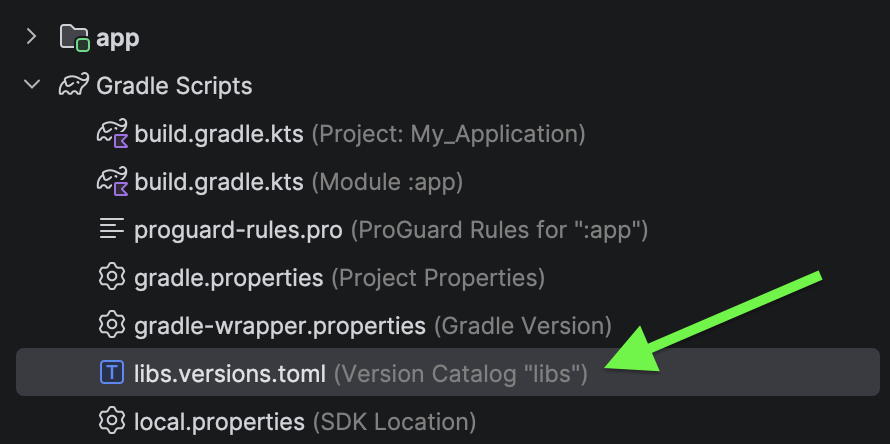 app
Gradle Scripts
build.gradle.kts (Project: My_Application)
build.gradle.kts (Module :app)
proguard-rules.pro (ProGuard Rules for ":app")
gradle.properties (Project Properties)
gradle-wrapper.properties (Gradle Version)
T libs.versions.toml (Version Catalog "libs")
local.properties (SDK Location)